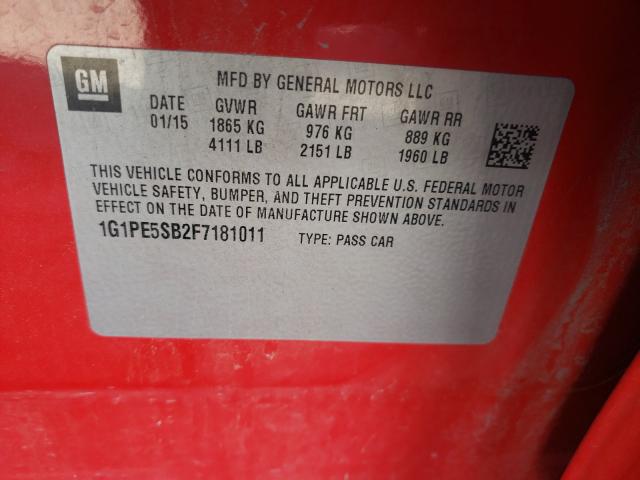 GM
MFD BY GENERAL MOTORS LLC
DATE GVWR GAWR FRT GAWR RR
01/15 1865 KG 976 KG 889 KG
4111 LB 2151 LB 1960 LB
THIS VEHICLE CONFORMS TO ALL APPLICABLE U.S. FEDERAL MOTOR
VEHICLE SAFETY, BUMPER, AND THEFT PREVENTION STANDARDS IN
EFFECT ON THE DATE OF MANUFACTURE SHOWN ABOVE.
1G1PE5SB2F7181011 TYPE: PASS CAR